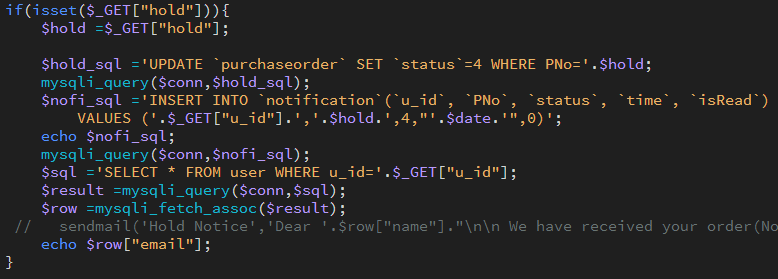 if(isset($_GET["hold"])){
    $hold =$_GET["hold"];

    $hold_sql ='UPDATE `purchaseorder` SET `status`=4 WHERE PNo='.$hold;
    mysqli_query($conn,$hold_sql);
    $nofi_sql ='INSERT INTO `notification`(`u_id`, `PNo`, `status`, `time`, `isRead`)
        VALUES ('.$_GET["u_id"].','.$hold.',4,"'.$date.'",0)';
    echo $nofi_sql;
    mysqli_query($conn,$nofi_sql);
    $sql ='SELECT * FROM user WHERE u_id='.$_GET["u_id"];
    $result =mysqli_query($conn,$sql);
    $row =mysqli_fetch_assoc($result);
 //   sendmail('Hold Notice','Dear '.$row["name"]."\n\n We have received your order(No
    echo $row["email"];
}